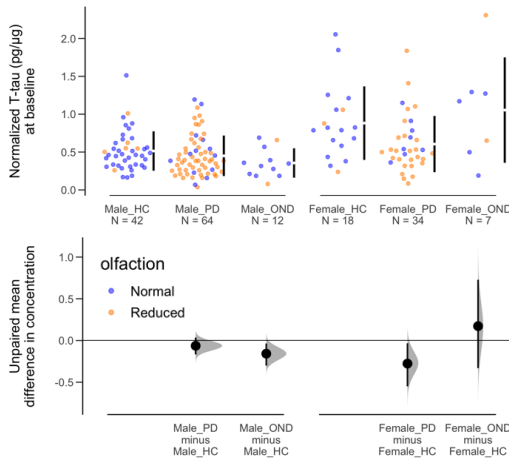 Normalized T-tau (pg/µg)
at baseline
2.0
1.5
1.0
0.5
0.0
Male_HC
N = 42
Male_PD
N = 64
Male_OND
N = 12
Female_HC
N = 18
Female_PD
N = 34
Female_OND
N = 7
Unpaired mean
difference in concentration
1.0
0.5
0.0
-0.5
olfaction
Normal
Reduced
Male_PD
minus
Male_HC
Male_OND
minus
Male_HC
Female_PD
minus
Female_HC
Female_OND
minus
Female_HC